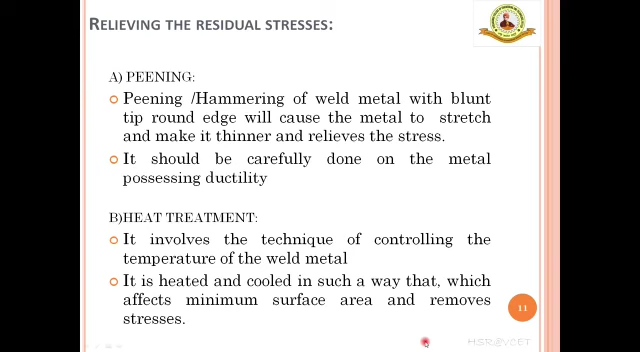 RELIEVING THE RESIDUAL STRESSES:
A) PEENING:
Peening /Hammering of weld metal with blunt
tip round edge will cause the metal to stretch
and make it thinner and relieves the stress.
It should be carefully done on the metal
possessing ductility
B)HEAT TREATMENT:
It involves the technique of controlling the
temperature of the weld metal
It is heated and cooled in such a way that, which
affects minimum surface area and removes
stresses.
11
H.S.R@VCET